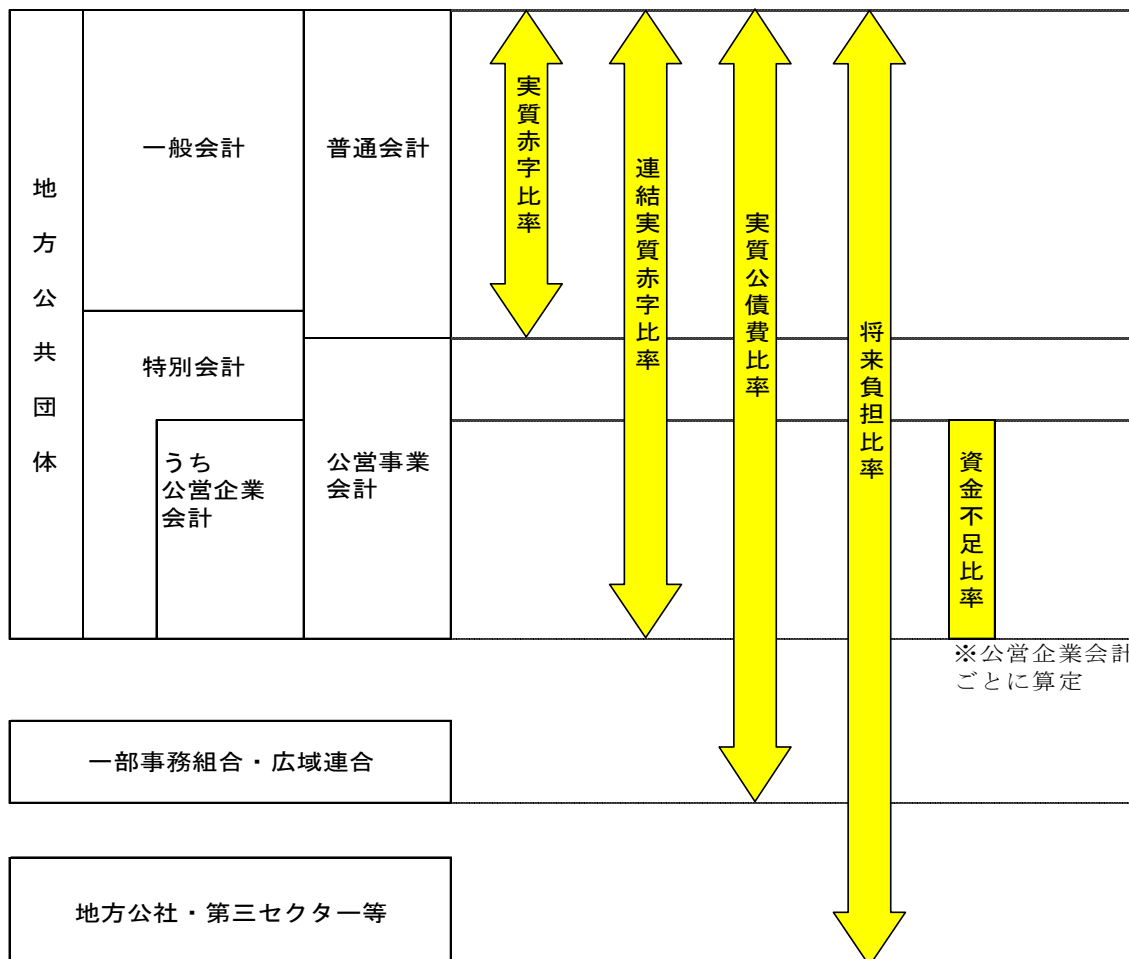 地方公共団体
一般会計
普通会計
特別会計
うち
公営企業
会計
公営事業
会計
実質赤字比率
連結実質赤字比率
実質公債費比率
将来負担比率
資金不足比率
※公営企業会計
ごとに算定
一部事務組合・広域連合
地方公社・第三セクター等